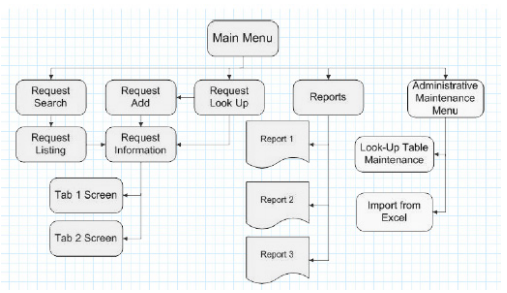 Main Menu
Request
Search
Request
Add
Request
Look Up
Reports
Administrative
Maintenance
Menu
Request
Listing
Request
Information
Report 1
Look-Up Table
Maintenance
Tab 1 Screen
Report 2
Import from
Excel
Tab 2 Screen
Report 3